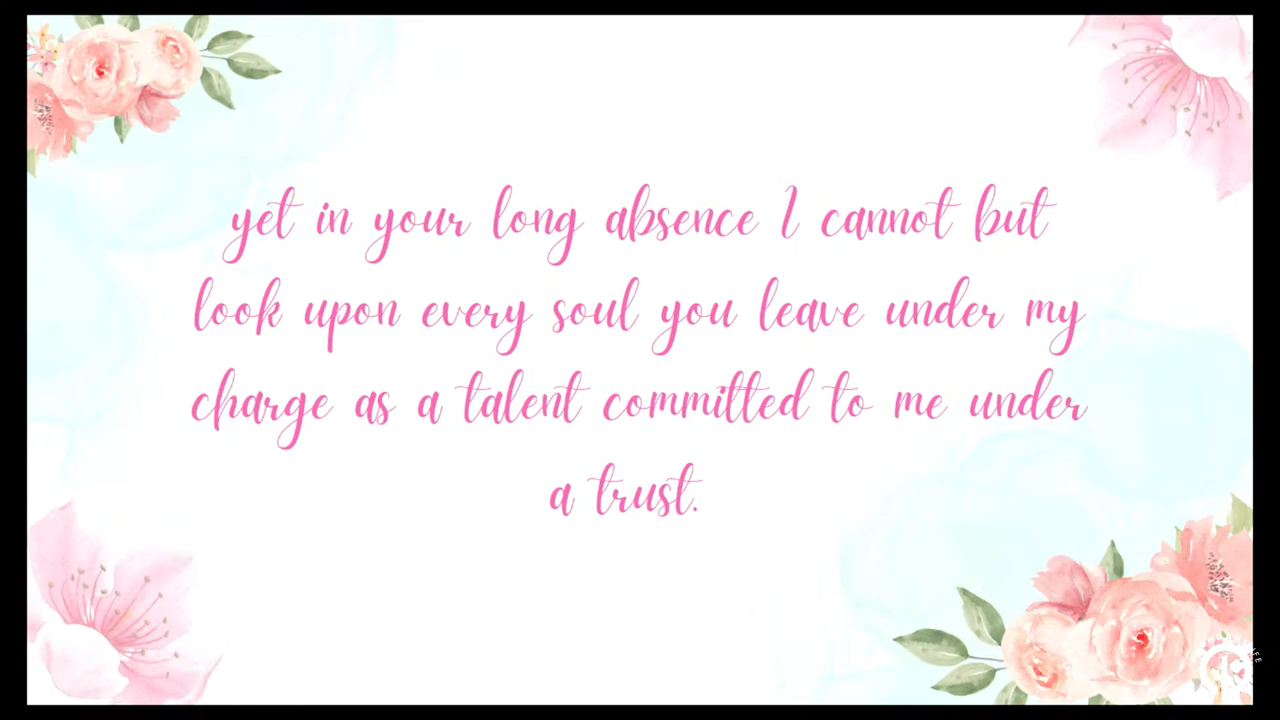 yet in your long absence I cannot but
look upon every soul you leave under my
charge as a talent committed to me under
a trust.